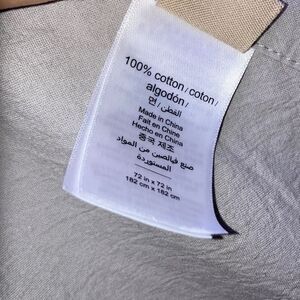 100% cotton / coton /
algodón /
면 / القطن /
Made in China
Fait en Chine
Hecho en China
중국 제조
صنع في الصين من المواد
المستوردة
72 in x 72 in
182 cm x 182 cm